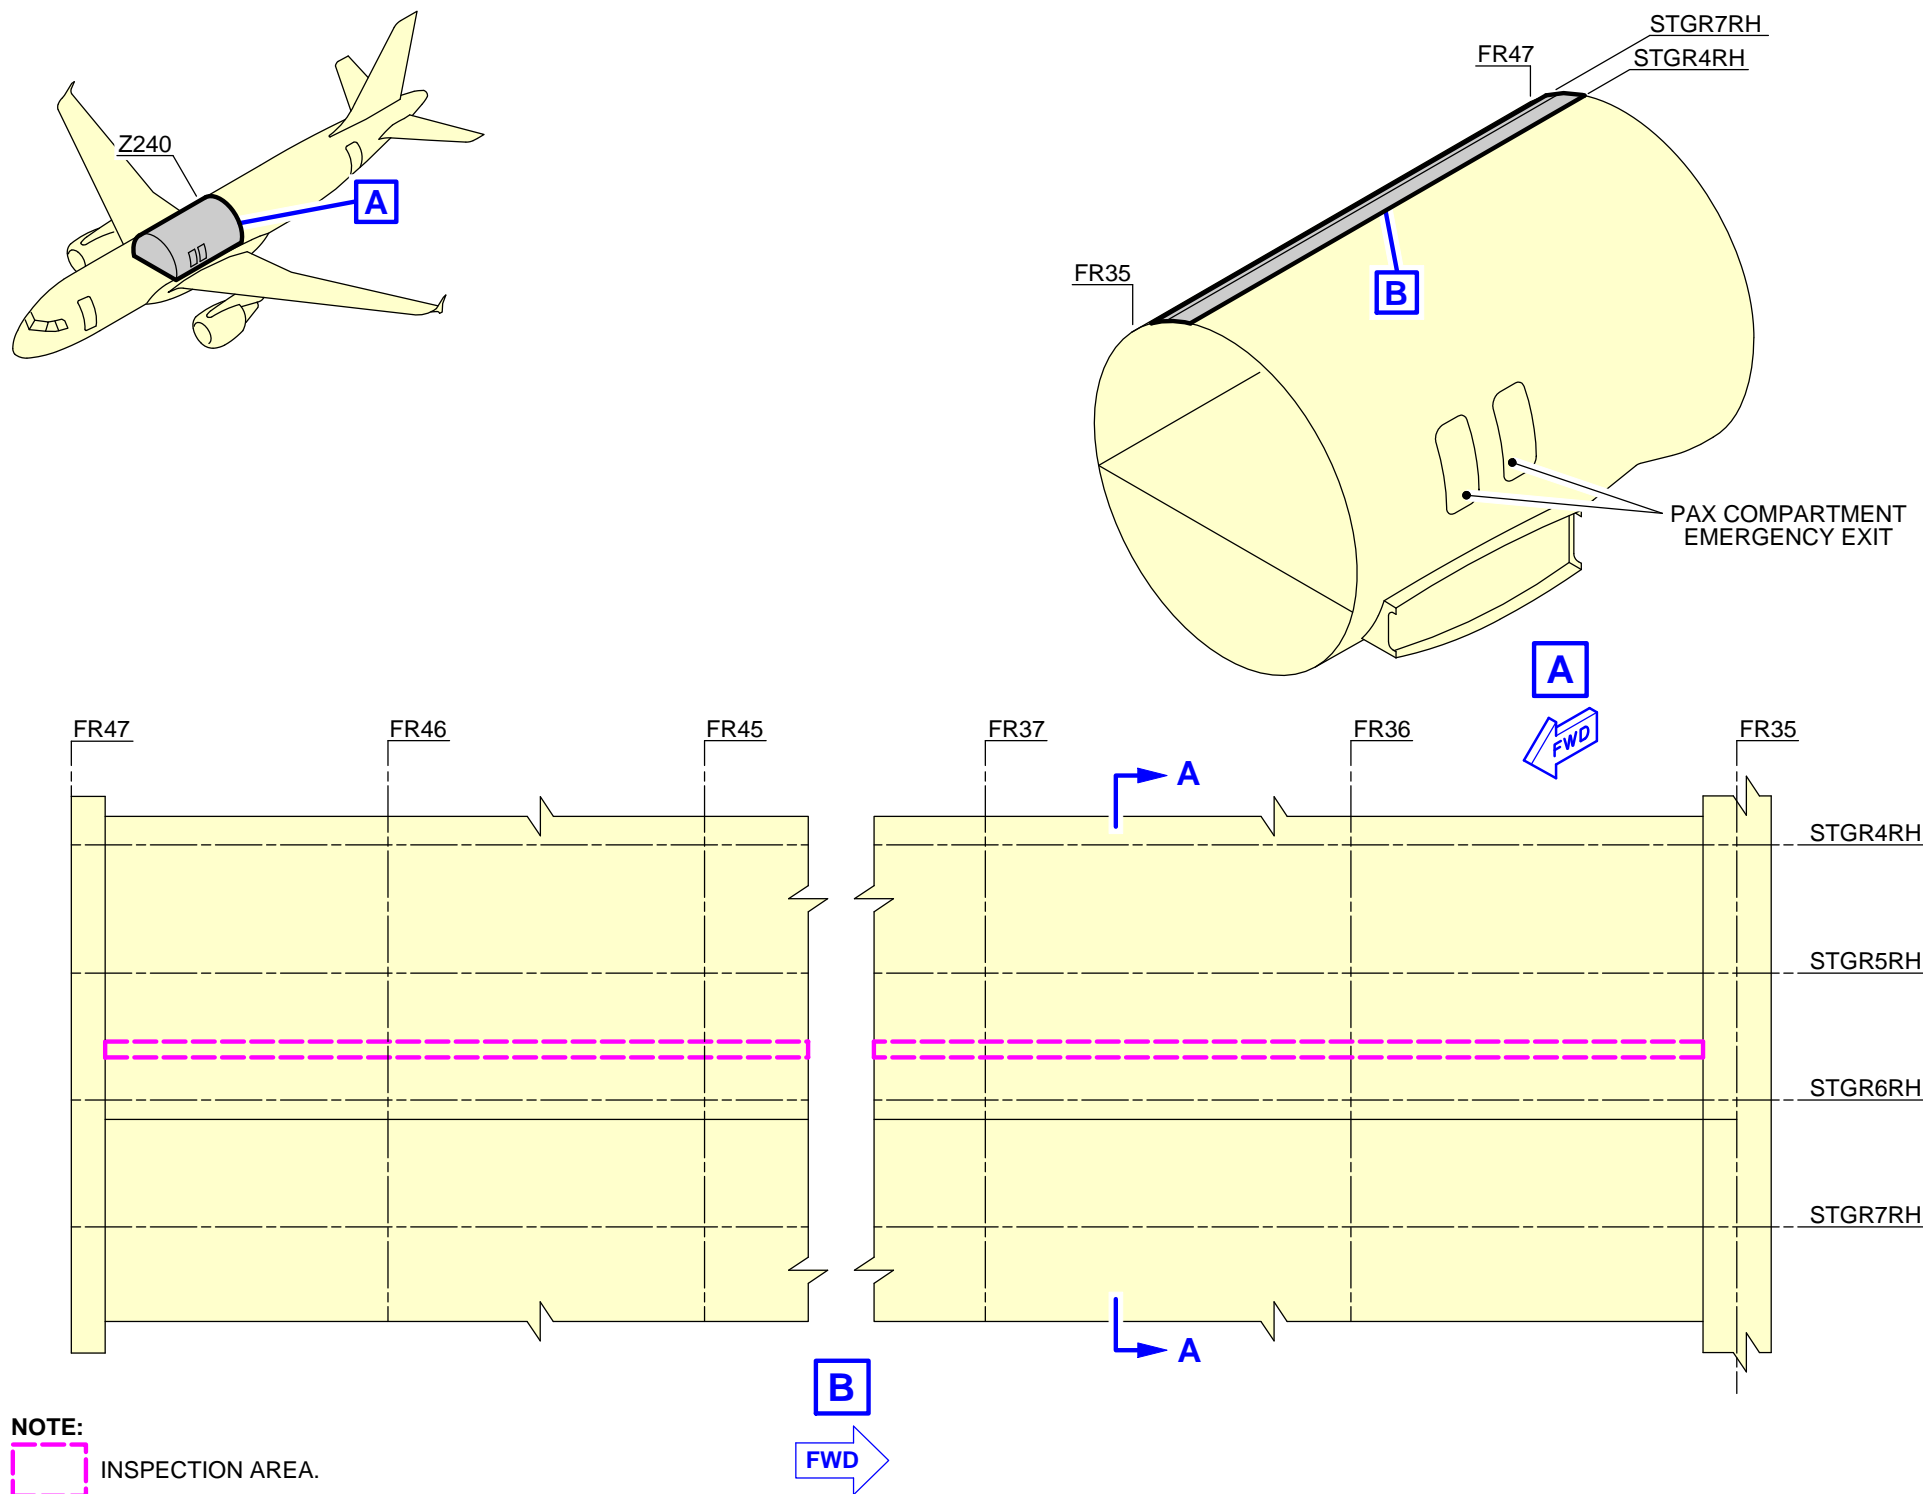 Z240
A
STGR7RH
FR47
STGR4RH
FR35
B
PAX COMPARTMENT
EMERGENCY EXIT
A
FWD
FR47
FR46
FR45
FR37
FR36
FR35
A
STGR4RH
STGR5RH
STGR6RH
STGR7RH
A
B
FWD
NOTE:
INSPECTION AREA.